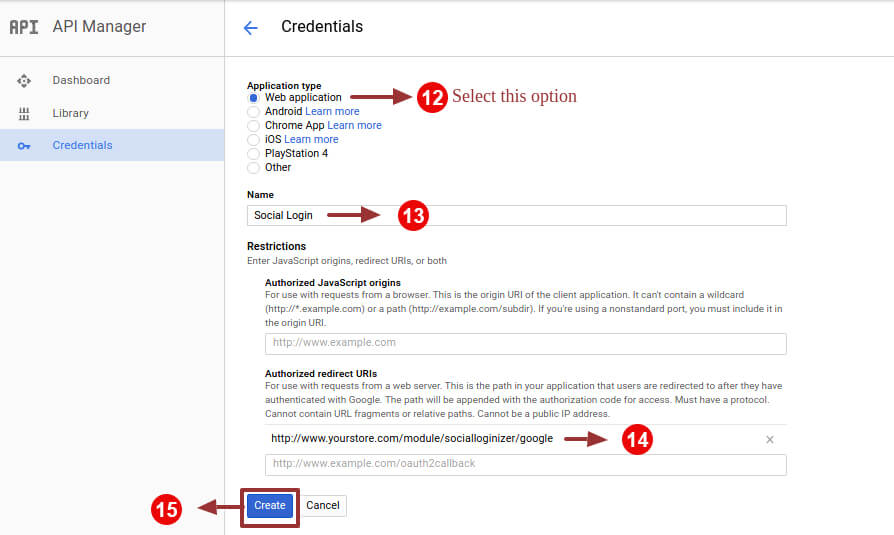 API API Manager
Credentials
Dashboard
Library
Credentials
Application type
Web application
12 Select this option
Android Learn more
Chrome App Learn more
iOS Learn more
PlayStation 4
Other
Name
Social Login
13
Restrictions
Enter JavaScript origins, redirect URIs, or both
Authorized JavaScript origins
For use with requests from a browser. This is the origin URI of the client application. It can't contain a wildcard
(http://*.example.com) or a path (http://example.com/subdir). If you're using a nonstandard port, you must include it in
the origin URI.
http://www.example.com
Authorized redirect URIs
For use with requests from a web server. This is the path in your application that users are redirected to after they have
authenticated with Google. The path will be appended with the authorization code for access. Must have a protocol.
Cannot contain URL fragments or relative paths. Cannot be a public IP address.
http://www.yourstore.com/module/socialloginizer/google
14
http://www.example.com/oauth2callback
15
Create
Cancel